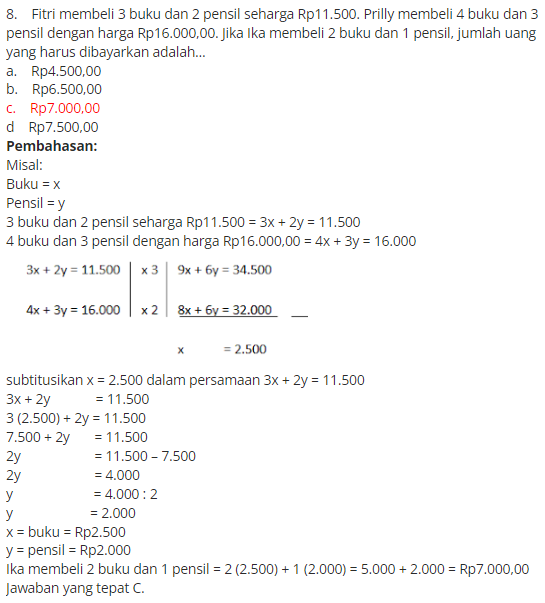 8. Fitri membeli 3 buku dan 2 pensil seharga Rp11.500. Prilly membeli 4 buku dan 3
pensil dengan harga Rp16.000,00. Jika Ika membeli 2 buku dan 1 pensil, jumlah uang
yang harus dibayarkan adalah...
a. Rp4.500,00
b. Rp6.500,00
c. Rp7.000,00
d Rp7.500,00
Pembahasan:
Misal:
Buku = x
Pensil = y
3 buku dan 2 pensil seharga Rp11.500 = 3x + 2y = 11.500
4 buku dan 3 pensil dengan harga Rp16.000,00 = 4x + 3y = 16.000
3x + 2y = 11.500 | x 3 | 9x + 6y = 34.500
4x + 3y = 16.000 | x 2 | 8x + 6y = 32.000 __
x = 2.500
subtitusikan x = 2.500 dalam persamaan 3x + 2y = 11.500
3x + 2y = 11.500
3 (2.500) + 2y = 11.500
7.500 + 2y = 11.500
2y = 11.500 – 7.500
2y = 4.000
y = 4.000 : 2
y = 2.000
x = buku = Rp2.500
y = pensil = Rp2.000
Ika membeli 2 buku dan 1 pensil = 2 (2.500) + 1 (2.000) = 5.000 + 2.000 = Rp7.000,00
Jawaban yang tepat C.